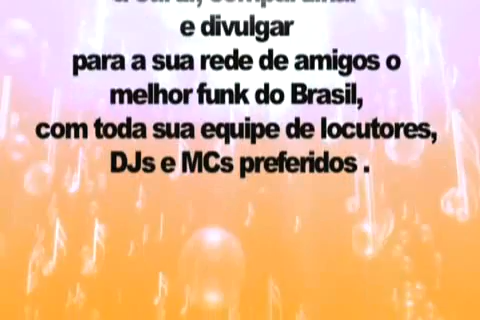 e divulgar
para a sua rede de amigos o
melhor funk do Brasil,
com toda sua equipe de locutores,
DJs e MCs preferidos .